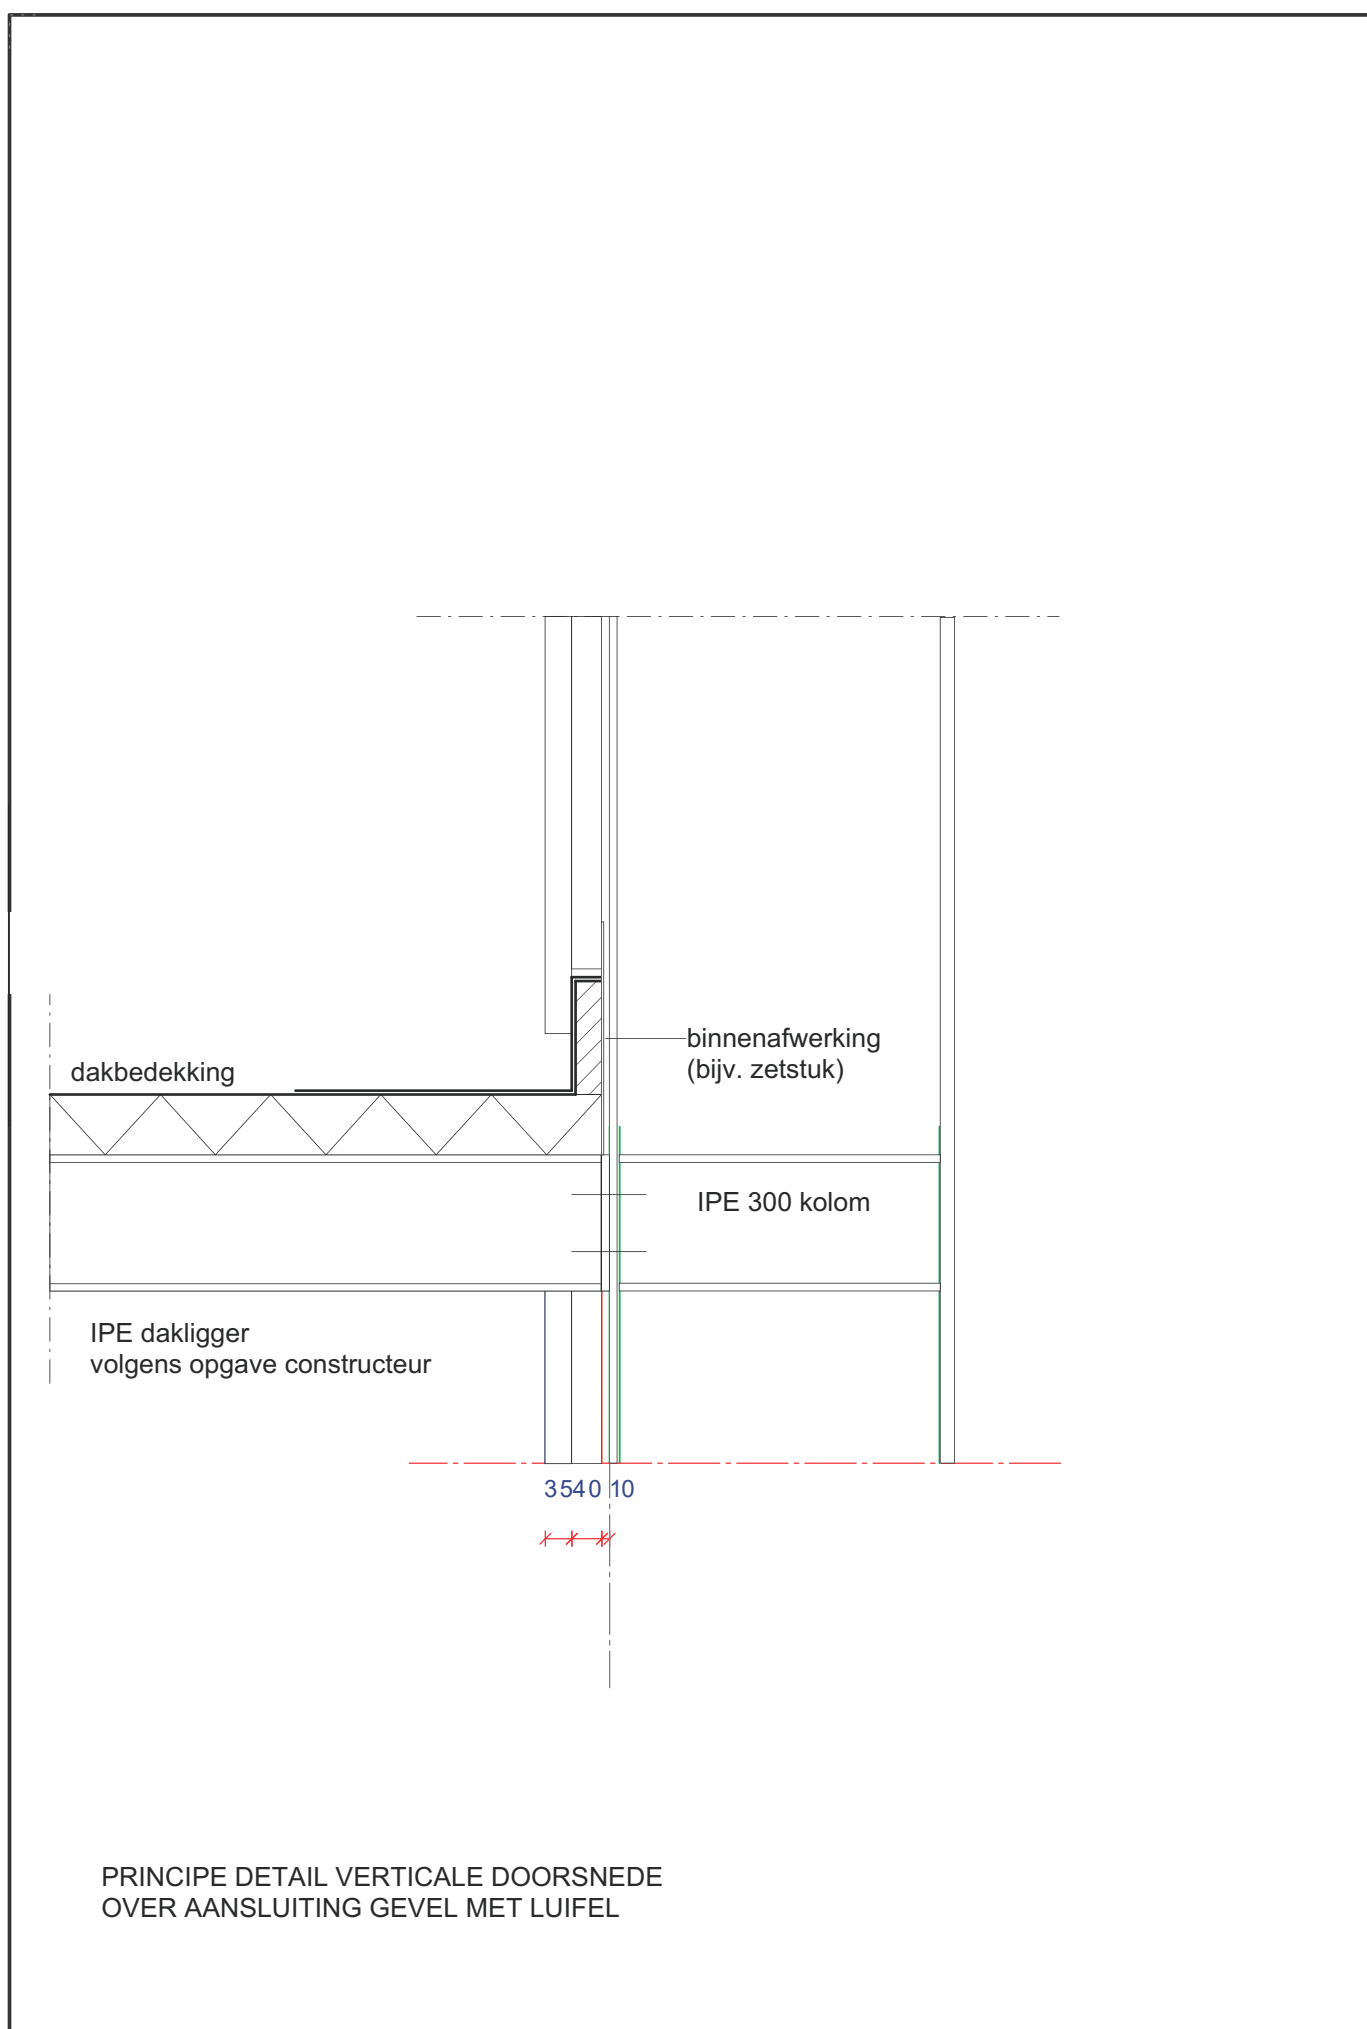 dakbedekking
binnenafwerking
(bijv. zetstuk)
IPE 300 kolom
IPE dakligger
volgens opgave constructeur
35 40 10
PRINCIPE DETAIL VERTICALE DOORSNEDE
OVER AANSLUITING GEVEL MET LUIFEL